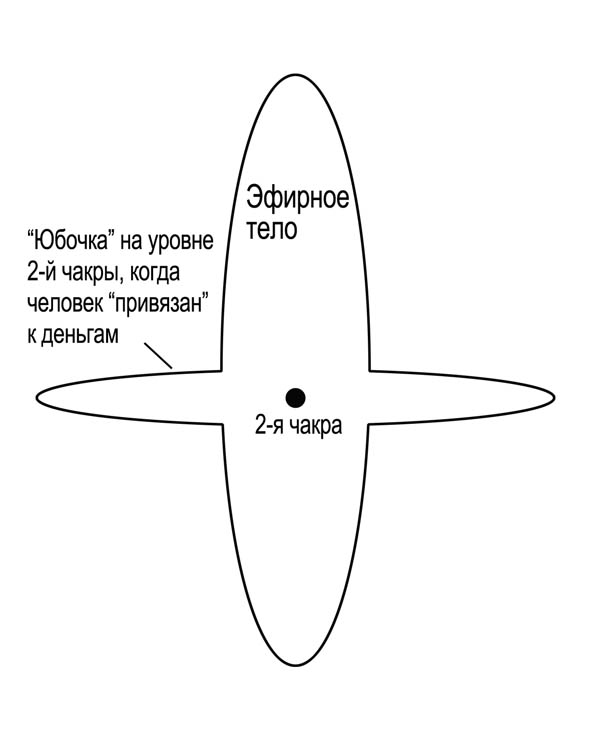 Эфирное
тело
“Юбочка” на уровне
2-й чакры, когда
человек “привязан”
к деньгам
2-я чакра